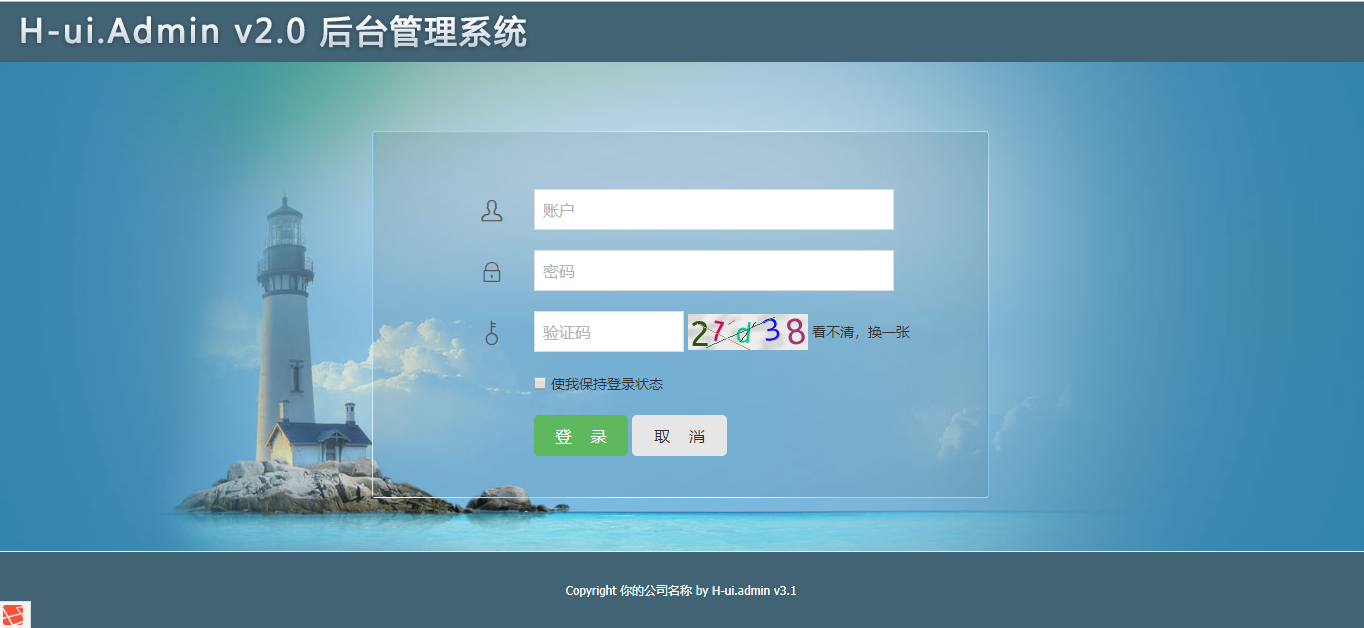 H-ui.Admin v2.0 后台管理系统
账户
密码
验证码 27d38 看不清，换一张
使我保持登录状态
登 录 取 消
Copyright 你的公司名称 by H-ui.admin v3.1